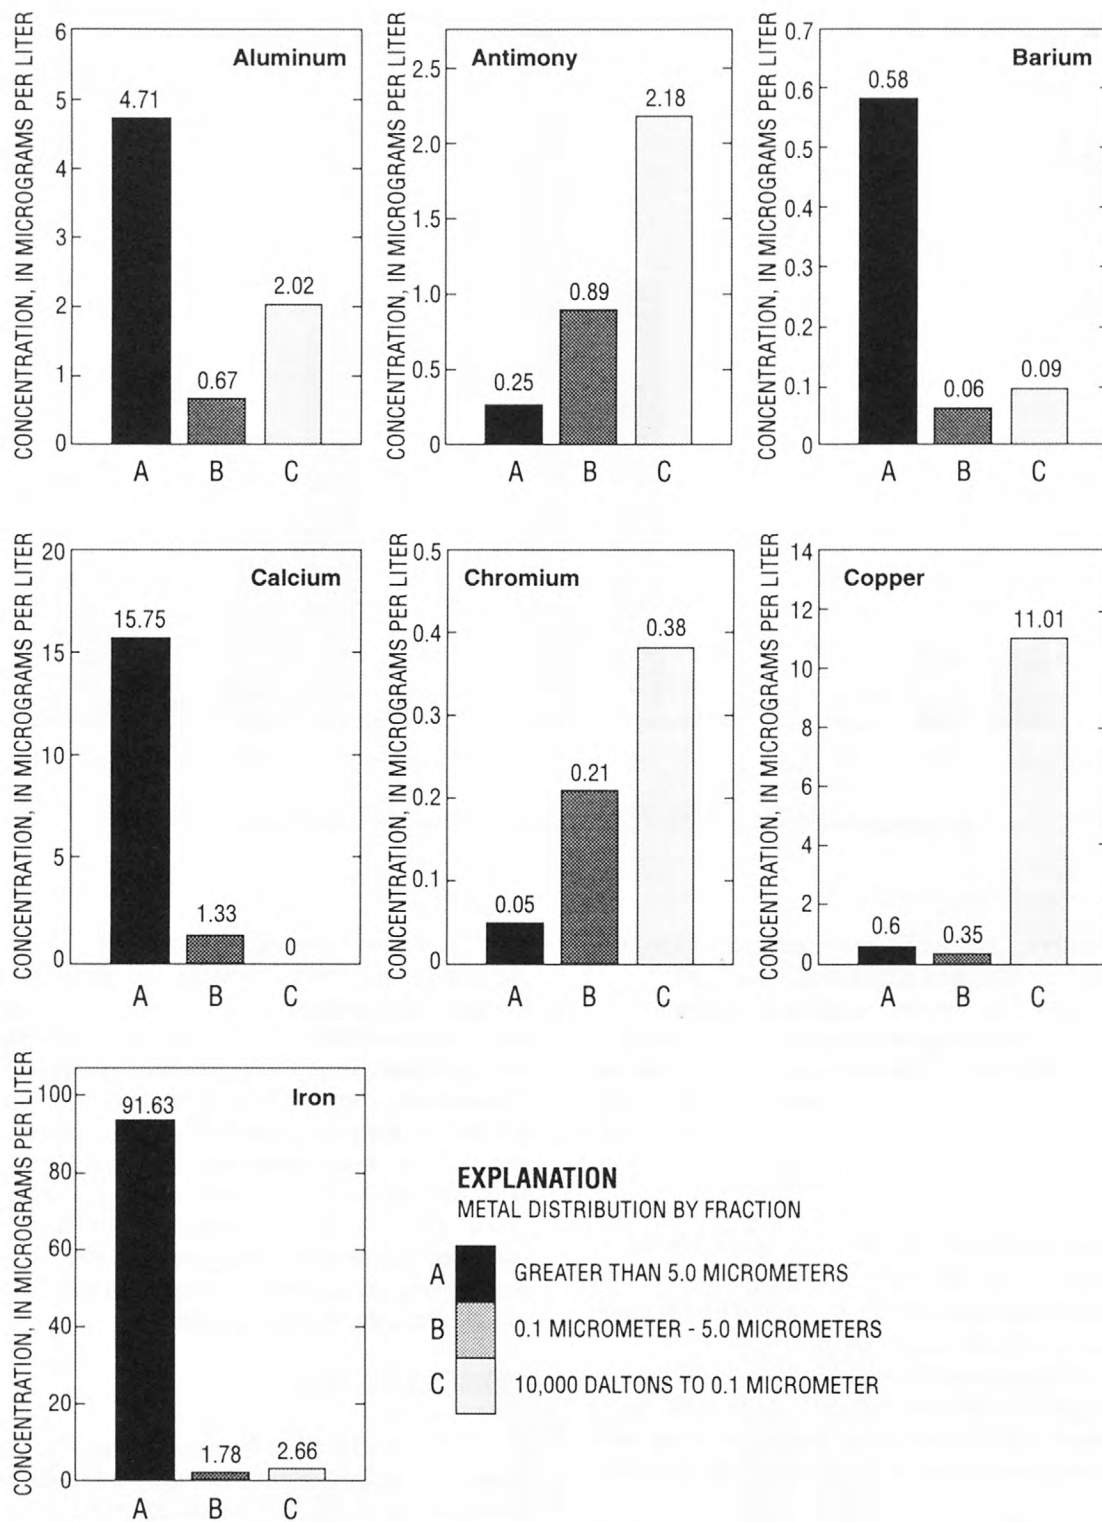 CONCENTRATION, IN MICROGRAMS PER LITER
6
5
4
3
2
1
0
Aluminum
4.71
0.67
2.02
A B C
CONCENTRATION, IN MICROGRAMS PER LITER
2.5
2.0
1.5
1.0
0.5
0
Antimony
0.25
0.89
2.18
A B C
CONCENTRATION, IN MICROGRAMS PER LITER
0.7
0.6
0.5
0.4
0.3
0.2
0.1
0
Barium
0.58
0.06
0.09
A B C
CONCENTRATION, IN MICROGRAMS PER LITER
20
15
10
5
0
Calcium
15.75
1.33
0
A B C
CONCENTRATION, IN MICROGRAMS PER LITER
0.5
0.4
0.3
0.2
0.1
0
Chromium
0.05
0.21
0.38
A B C
CONCENTRATION, IN MICROGRAMS PER LITER
14
12
10
8
6
4
2
0
Copper
0.6
0.35
11.01
A B C
CONCENTRATION, IN MICROGRAMS PER LITER
100
80
60
40
20
0
Iron
91.63
1.78
2.66
A B C
EXPLANATION
METAL DISTRIBUTION BY FRACTION
A GREATER THAN 5.0 MICROMETERS
B 0.1 MICROMETER - 5.0 MICROMETERS
C 10,000 DALTONS TO 0.1 MICROMETER